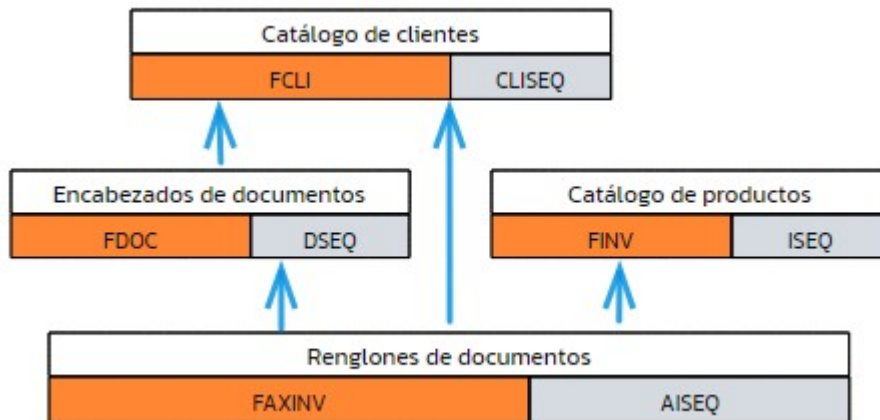 Catálogo de clientes
FCLI CLISEQ
Encabezados de documentos
FDOC DSEQ
Catálogo de productos
FINV ISEQ
Renglones de documentos
FAXINV AISEQ